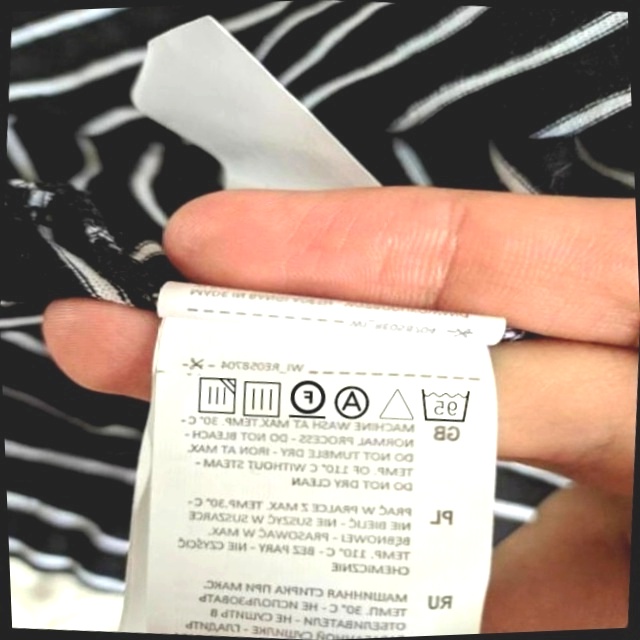 WI_RE058704
95 A F
GB MACHINE WASH AT MAX.TEMP. 30° C -
NORMAL PROCESS - DO NOT BLEACH -
DO NOT TUMBLE DRY - IRON - AT MAX.
TEMP. OF 110° C WITHOUT STEAM -
DO NOT DRY CLEAN
PL PRAĆ W PRALCE Z MAX. TEMP.30° C -
NIE BIELIĆ - NIE SUSZYĆ W SUSZARCE
BĘBNOWEJ - PRASOWAĆ W MAX.
TEMP. 110° C- BEZ PARY - NIE CZYŚCIĆ
CHEMICZNIE
RU МАШИННАЯ СТИРКА ПРИ МАКС.
ТЕМП. 30° C - НЕ ИСПОЛЬЗОВАТЬ
ОТБЕЛИВАТЕЛИ - НЕ СУШИТЬ В
СУШИЛКЕ - ГЛАДИТЬ